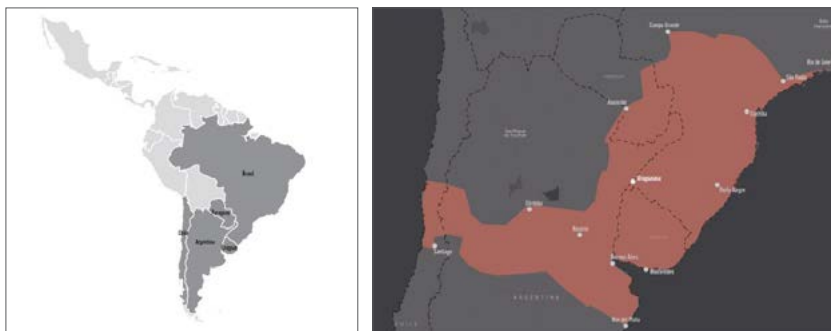 Brasil
Paraguay
Chile
Argentina
Uruguay
Campo Grande
São Paulo
Asunción
Curitiba
Uruguaiana
Porto Alegre
Córdoba
Rosario
Santiago
Buenos Aires
Montevideo
ARGENTINA
Mar del Plata
CHILE